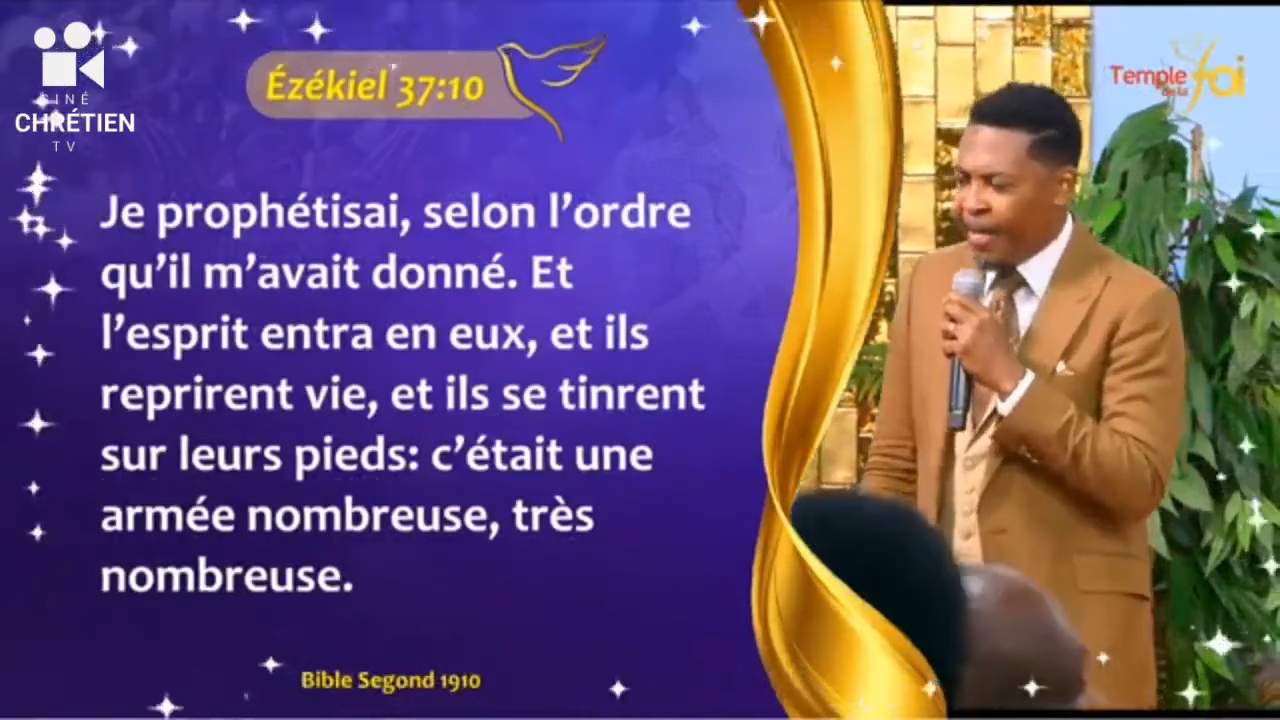 CINÉ
CHRÉTIEN
TV
Ézékiel 37:10
Temple
de la
foi
Je prophétisai, selon l’ordre
qu’il m’avait donné. Et
l’esprit entra en eux, et ils
reprirent vie, et ils se tinrent
sur leurs pieds: c’était une
armée nombreuse, très
nombreuse.
Bible Segond 1910